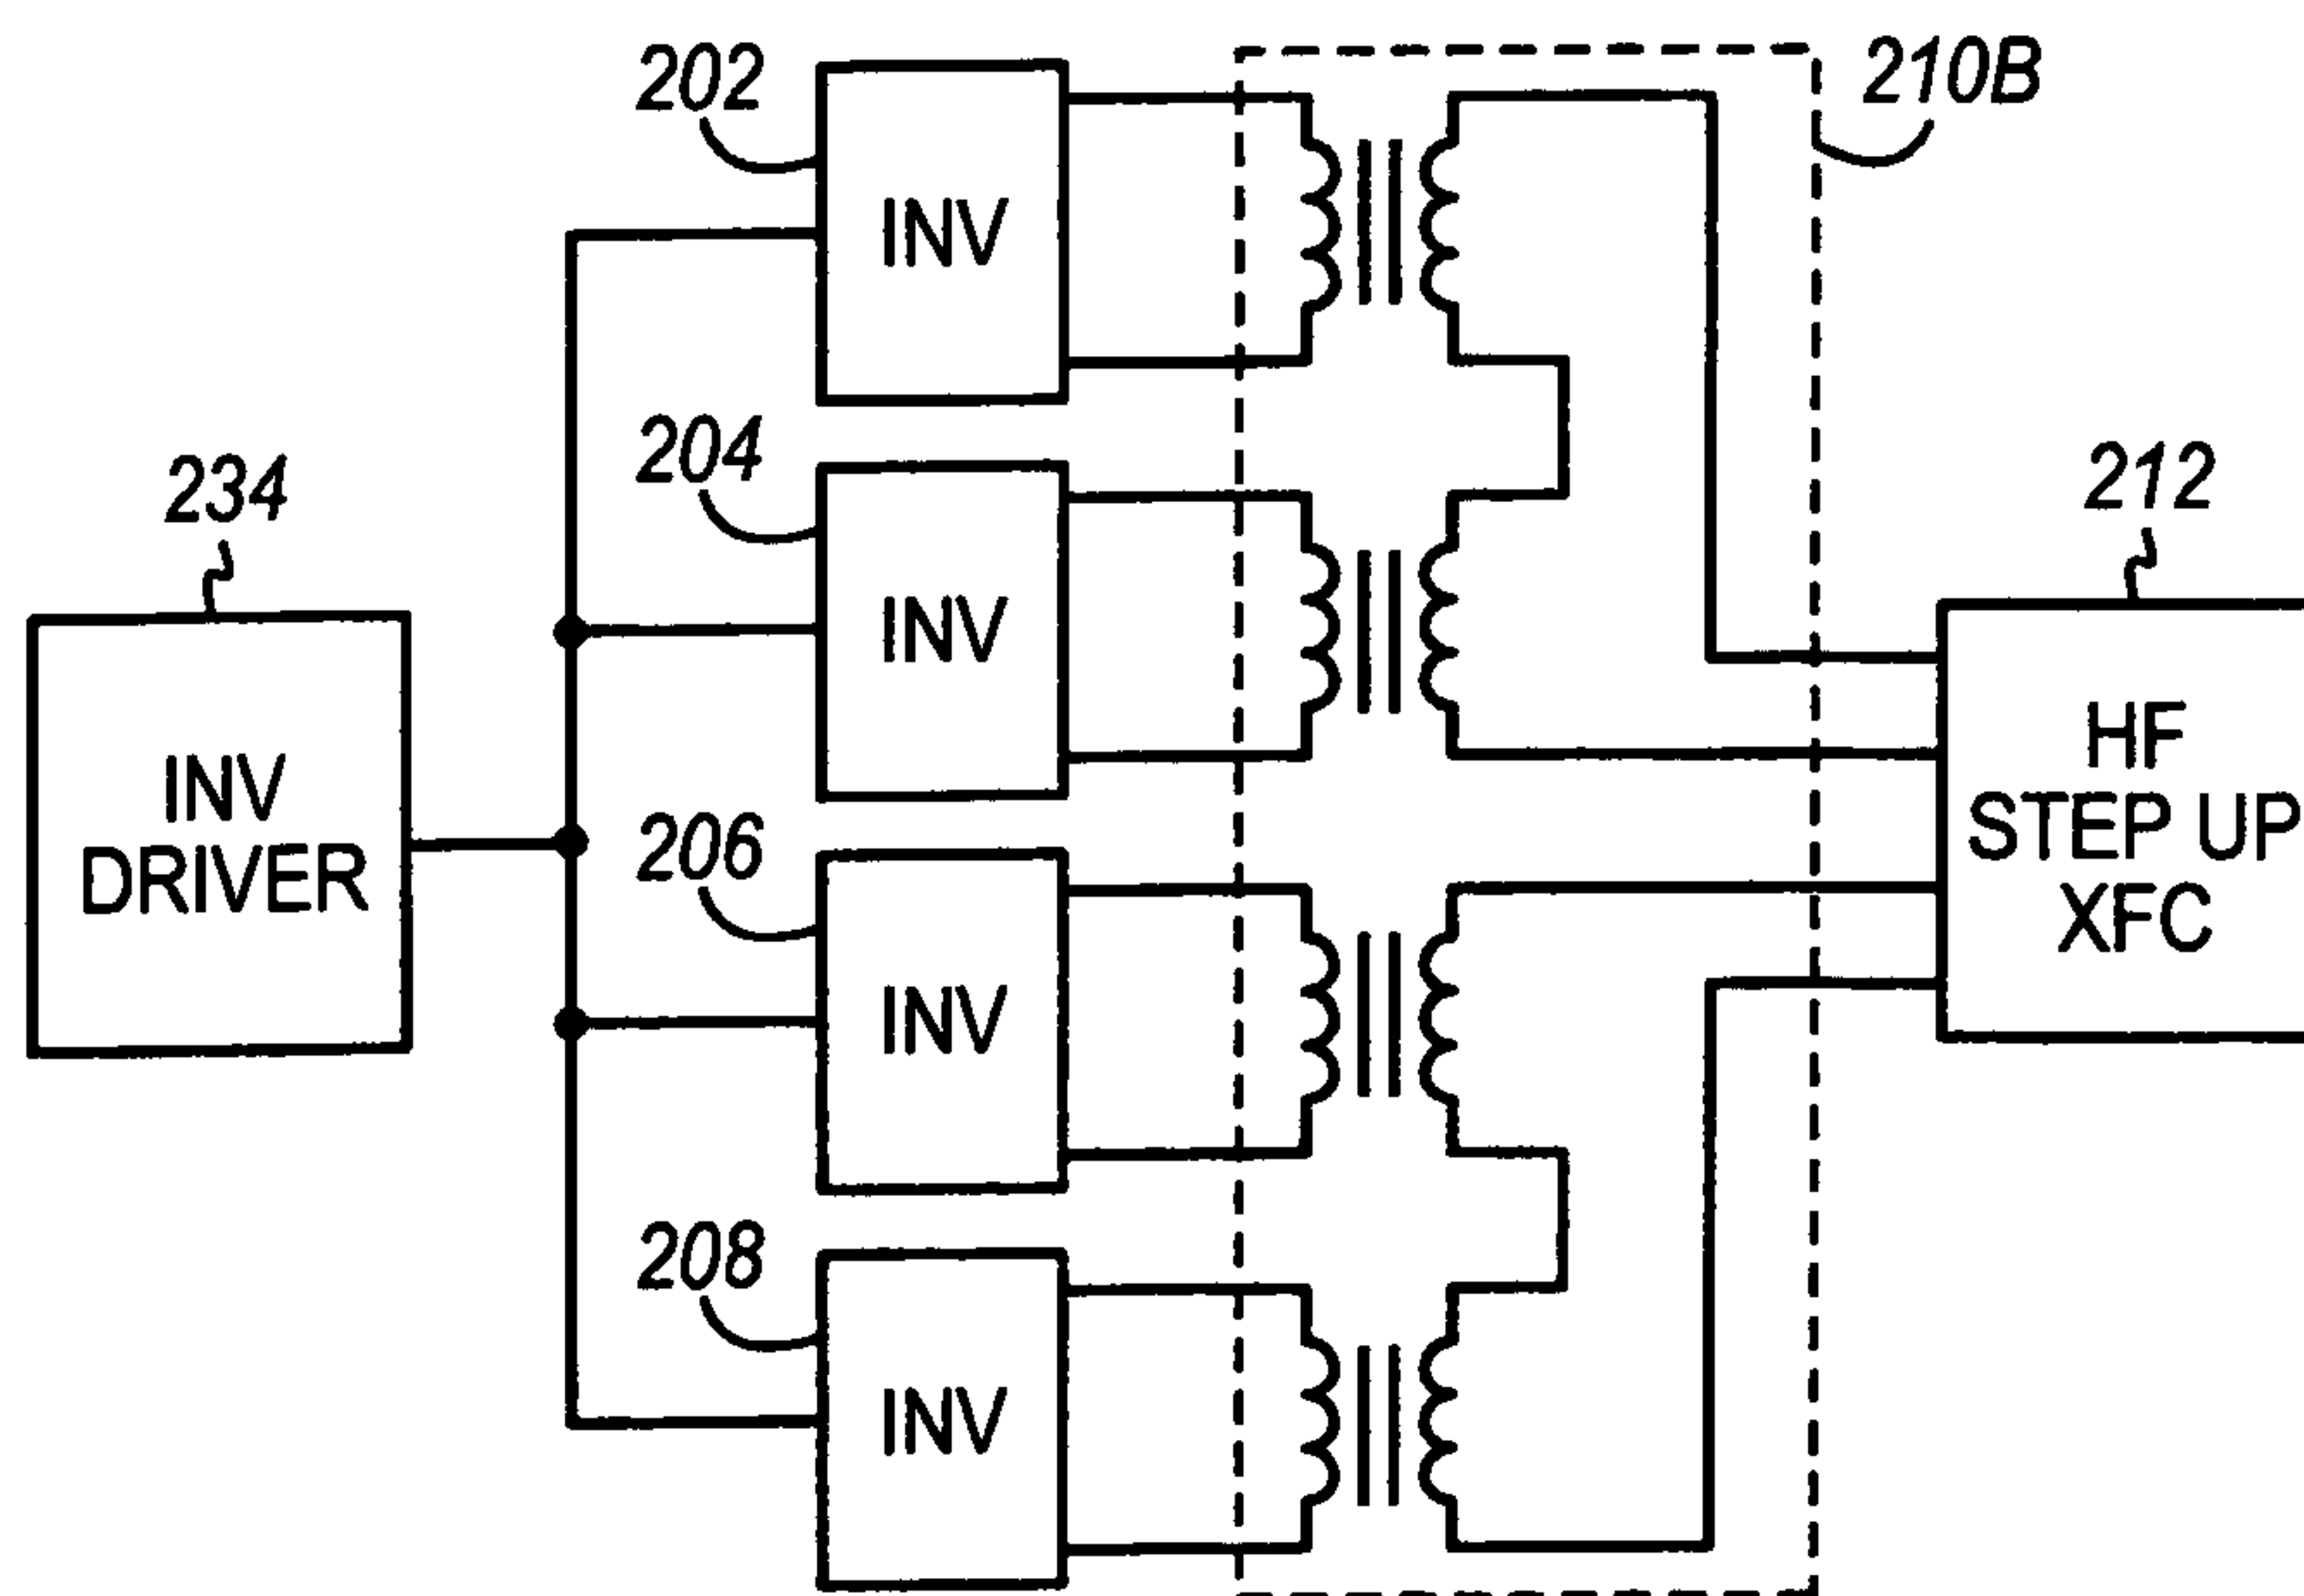 202
210B
INV
204
234
212
INV
INV
DRIVER
HF
STEP UP
XFC
206
INV
208
INV